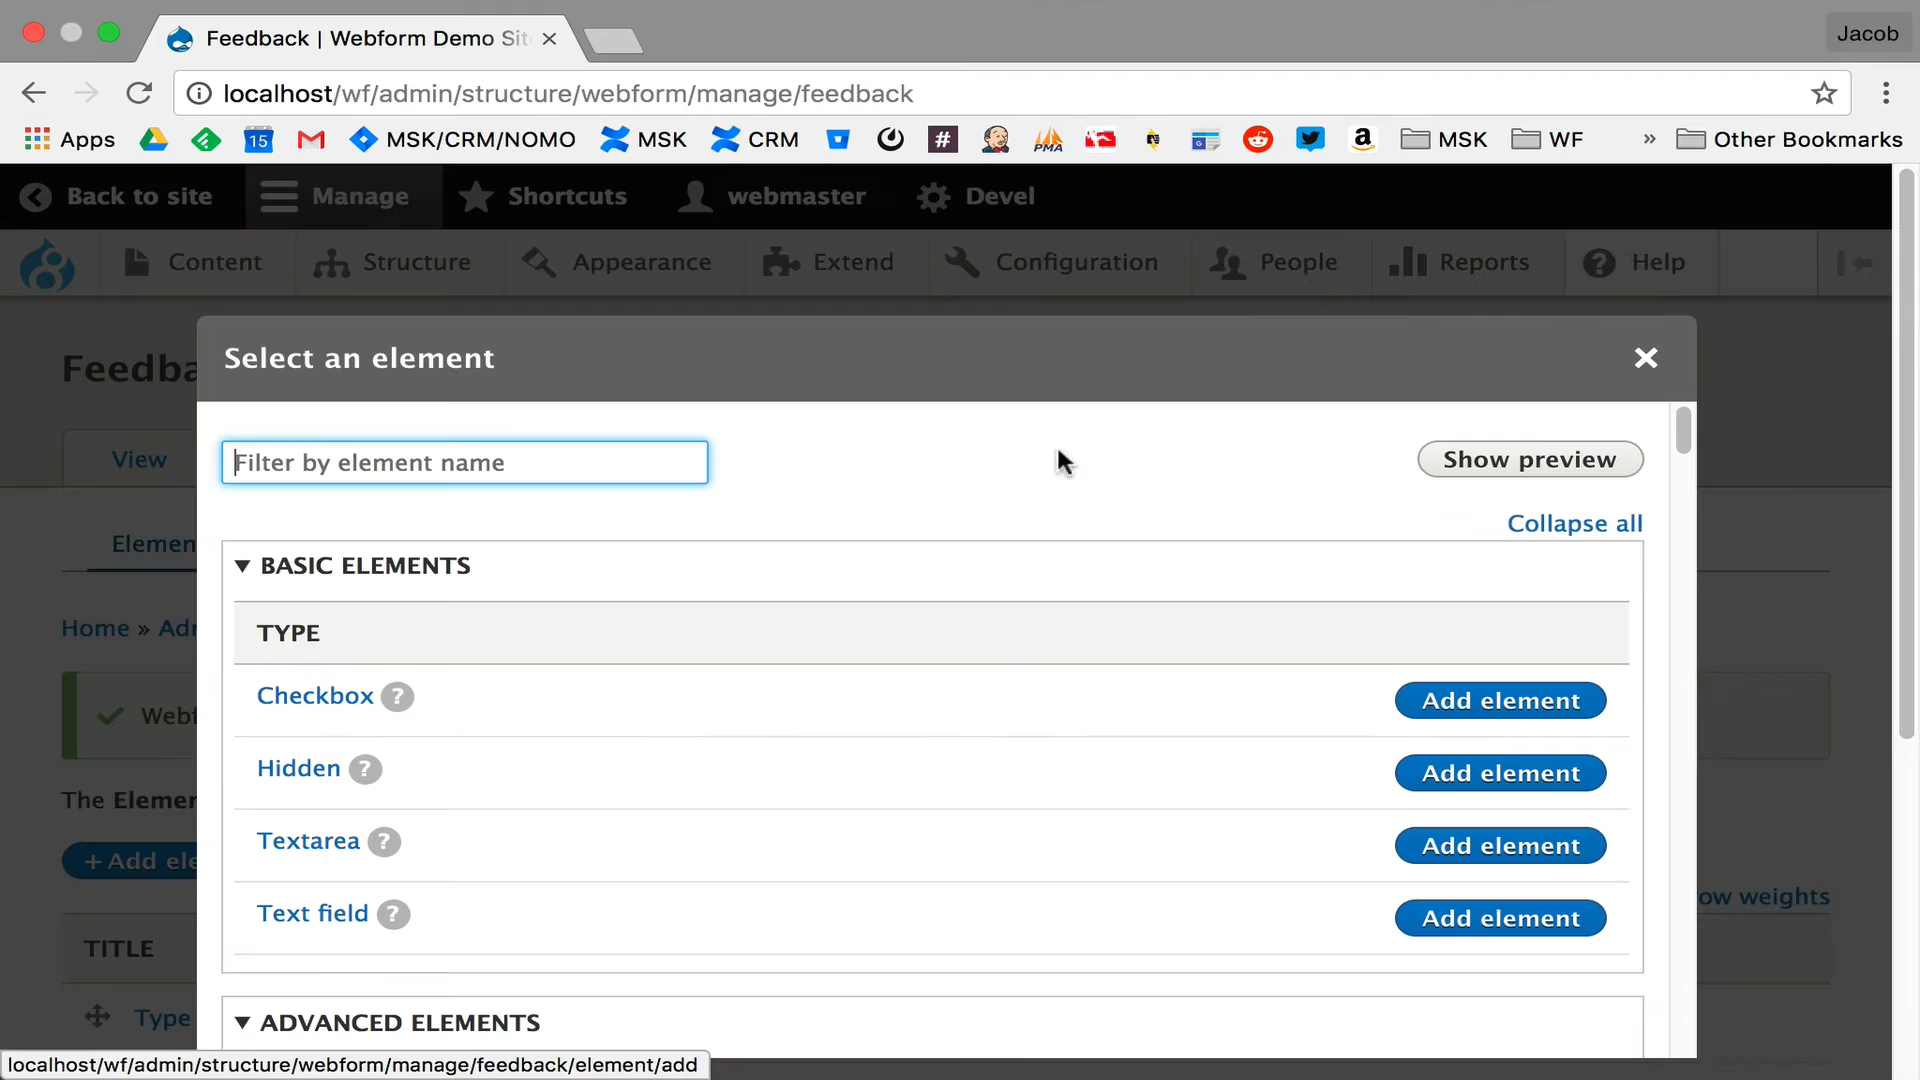 Feedback | Webform Demo Sit
Jacob
localhost/wf/admin/structure/webform/manage/feedback
Apps
15
MSK/CRM/NOMO
MSK
CRM
#
PMA
G
a
MSK
WF
»
Other Bookmarks
Back to site
Manage
Shortcuts
webmaster
Devel
Content
Structure
Appearance
Extend
Configuration
People
Reports
? Help
Feedba
Select an element
View
Filter by element name
Show preview
Collapse all
Elemen
BASIC ELEMENTS
Home » Adm
TYPE
Checkbox ?
Add element
Webf
Hidden ?
Add element
The Elemen
Textarea ?
Add element
+ Add ele
ow weights
Text field ?
Add element
TITLE
Type
ADVANCED ELEMENTS
localhost/wf/admin/structure/webform/manage/feedback/element/add